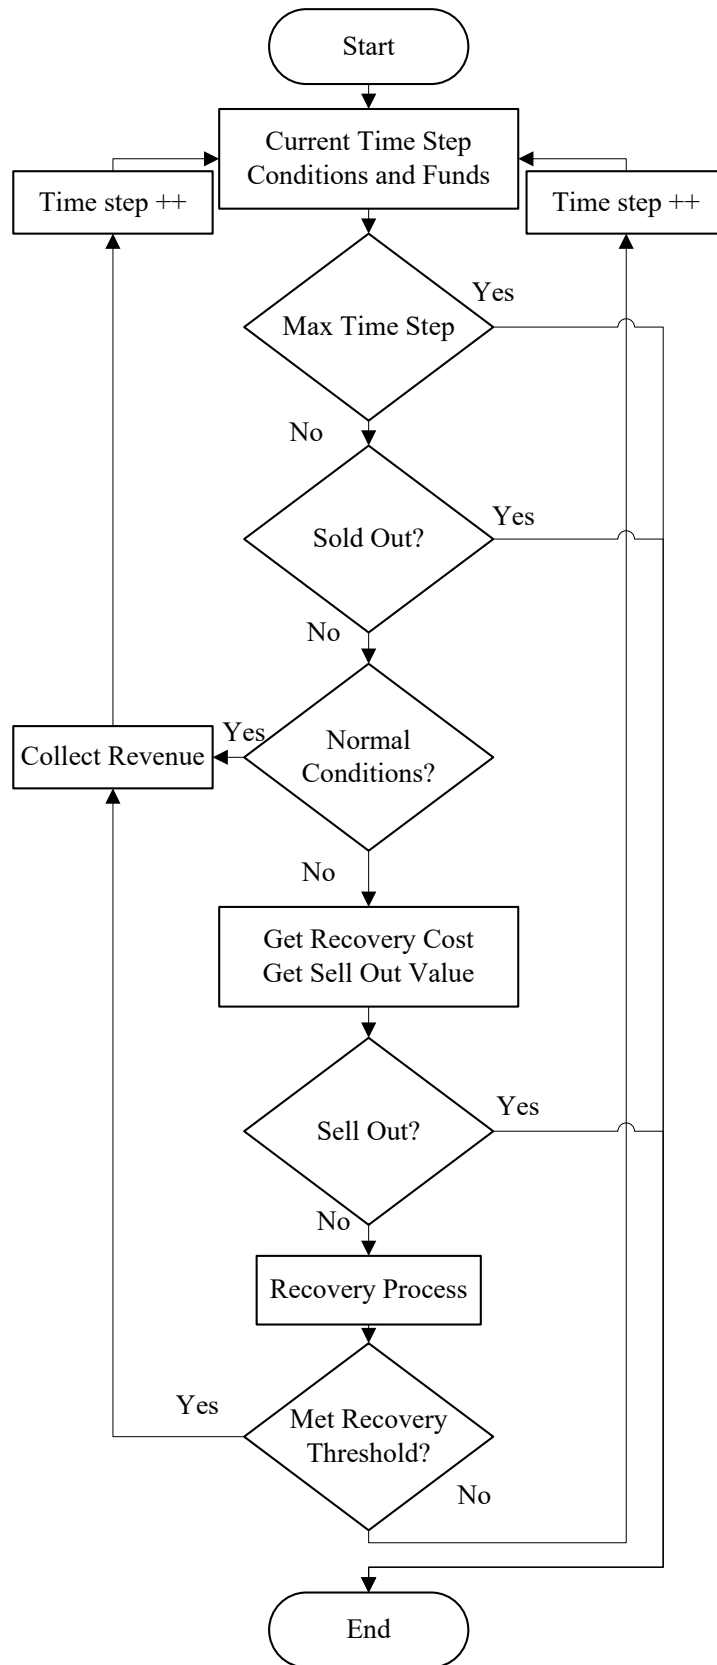 Start
Current Time Step
Conditions and Funds
Time step ++
Time step ++
Yes
Max Time Step
No
Yes
Sold Out?
No
Yes
Normal
Conditions?
Collect Revenue
No
Get Recovery Cost
Get Sell Out Value
Yes
Sell Out?
No
Recovery Process
Yes
Met Recovery
Threshold?
No
End